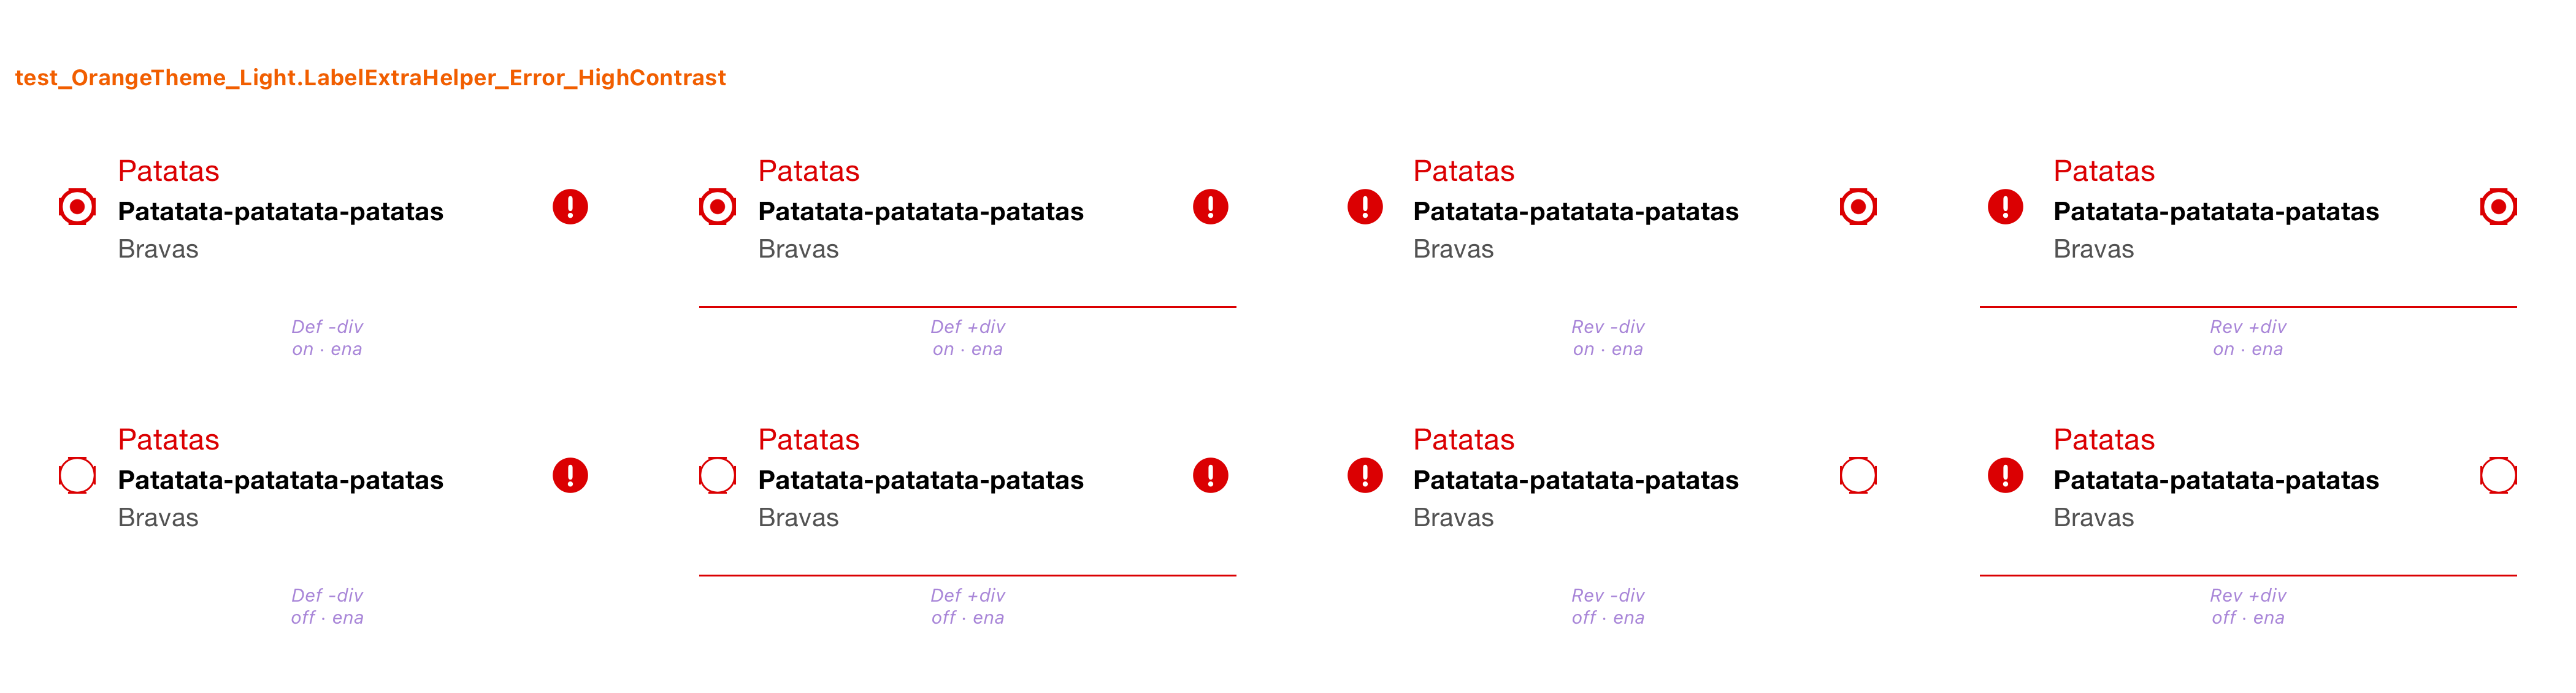 test_OrangeTheme_Light.LabelExtraHelper_Error_HighContrast
Patatas
Patatata-patatata-patatas
Bravas
Def -div
on · ena
Patatas
Patatata-patatata-patatas
Bravas
Def +div
on · ena
Patatas
Patatata-patatata-patatas
Bravas
Rev -div
on · ena
Patatas
Patatata-patatata-patatas
Bravas
Rev +div
on · ena
Patatas
Patatata-patatata-patatas
Bravas
Def -div
off · ena
Patatas
Patatata-patatata-patatas
Bravas
Def +div
off · ena
Patatas
Patatata-patatata-patatas
Bravas
Rev -div
off · ena
Patatas
Patatata-patatata-patatas
Bravas
Rev +div
off · ena